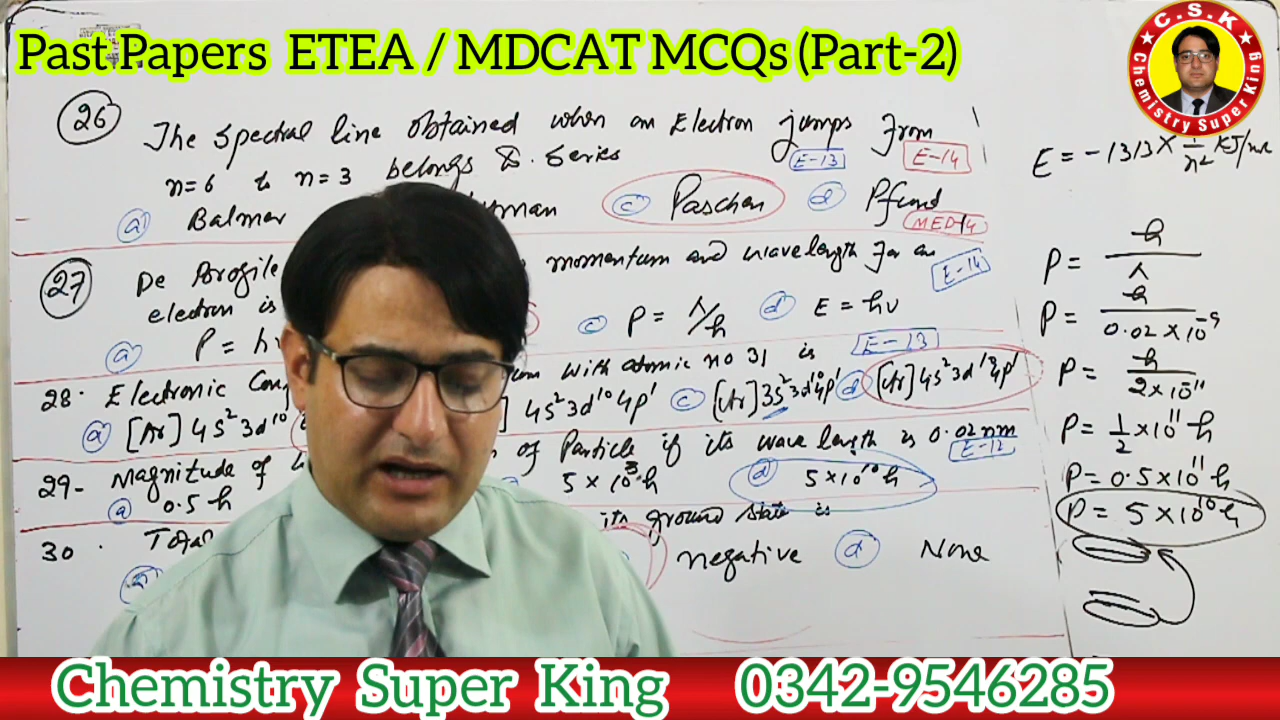 Past Papers ETEA / MDCAT MCQs (Part-2)
C.S.K
Chemistry Super King
26 The Spectral line obtained when an Electron jumps from
E-13 E-14
n=6 to n=3 belongs to Series
a) Balmer yman c) Paschen d) Pfund
MED-14
27 De Brogile momentum and wavelength for an
electron is E-14
a) P = h c) P = λ/h d) E = hν
E-13
28. Electronic Con with atomic no 31 is
a) [Ar] 4s² 3d¹⁰ 4s² 3d¹⁰ 4p¹ c) [Ar] 3s² 3d¹⁰ 4p¹ d) [Ar] 4s² 3d¹⁰ 4p¹
29- Magnitude of of Particle if its wave length is 0.02 nm
E-12
a) 0.5 h 5 × 10³ h d) 5 × 10¹⁰ h
30. Total its ground state is
negative d) None
E = -1313 × 1/n² kJ/mol
P = h/λ
P = h/0.02 × 10⁻⁹
P = h/2 × 10⁻¹¹
P = 1/2 × 10¹¹ h
P = 0.5 × 10¹¹ h
P = 5 × 10¹⁰ h
Chemistry Super King 0342-9546285